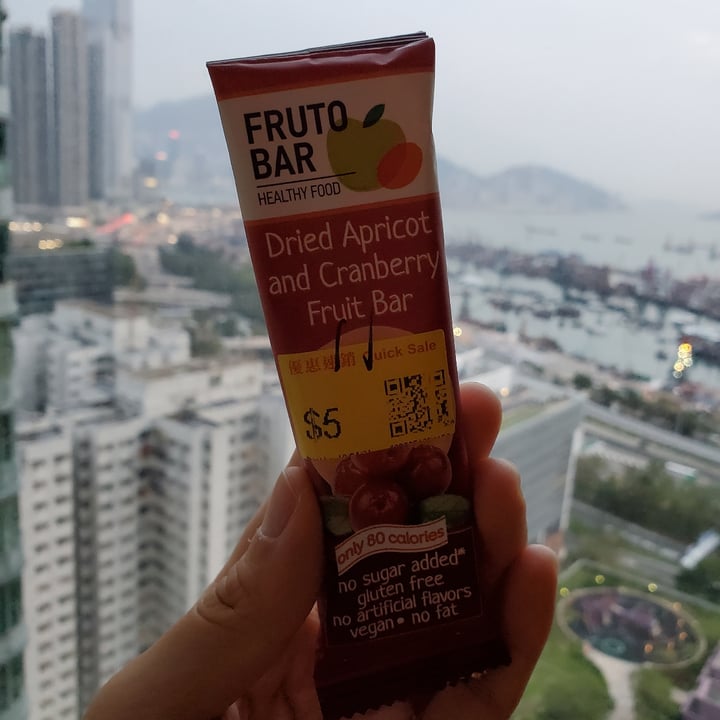 FRUTO
BAR
HEALTHY FOOD
Dried Apricot
and Cranberry
Fruit Bar
優惠速銷 Quick Sale
$5
only 80 calories
no sugar added*
gluten free
no artificial flavors
vegan • no fat